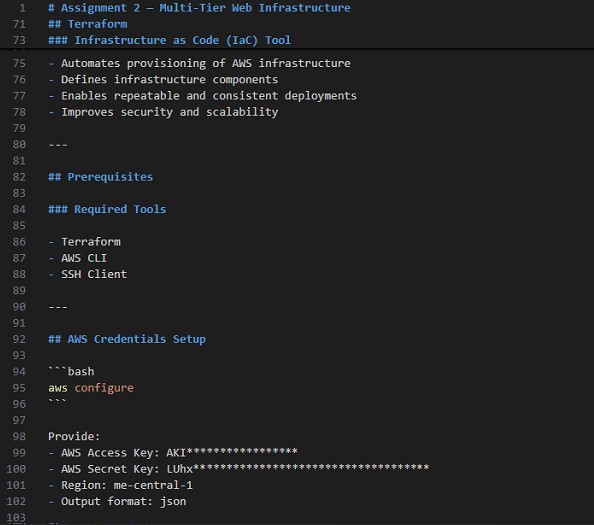 1 # Assignment 2 – Multi-Tier Web Infrastructure
71 ## Terraform
73 ### Infrastructure as Code (IaC) Tool
75 - Automates provisioning of AWS infrastructure
76 - Defines infrastructure components
77 - Enables repeatable and consistent deployments
78 - Improves security and scalability
79
80 ---
81
82 ## Prerequisites
83
84 ### Required Tools
85
86 - Terraform
87 - AWS CLI
88 - SSH Client
89
90 ---
91
92 ## AWS Credentials Setup
93
94 ```bash
95 aws configure
96 ```
97
98 Provide:
99 - AWS Access Key: AKI*****************
100 - AWS Secret Key: LUhx************************************
101 - Region: me-central-1
102 - Output format: json
103